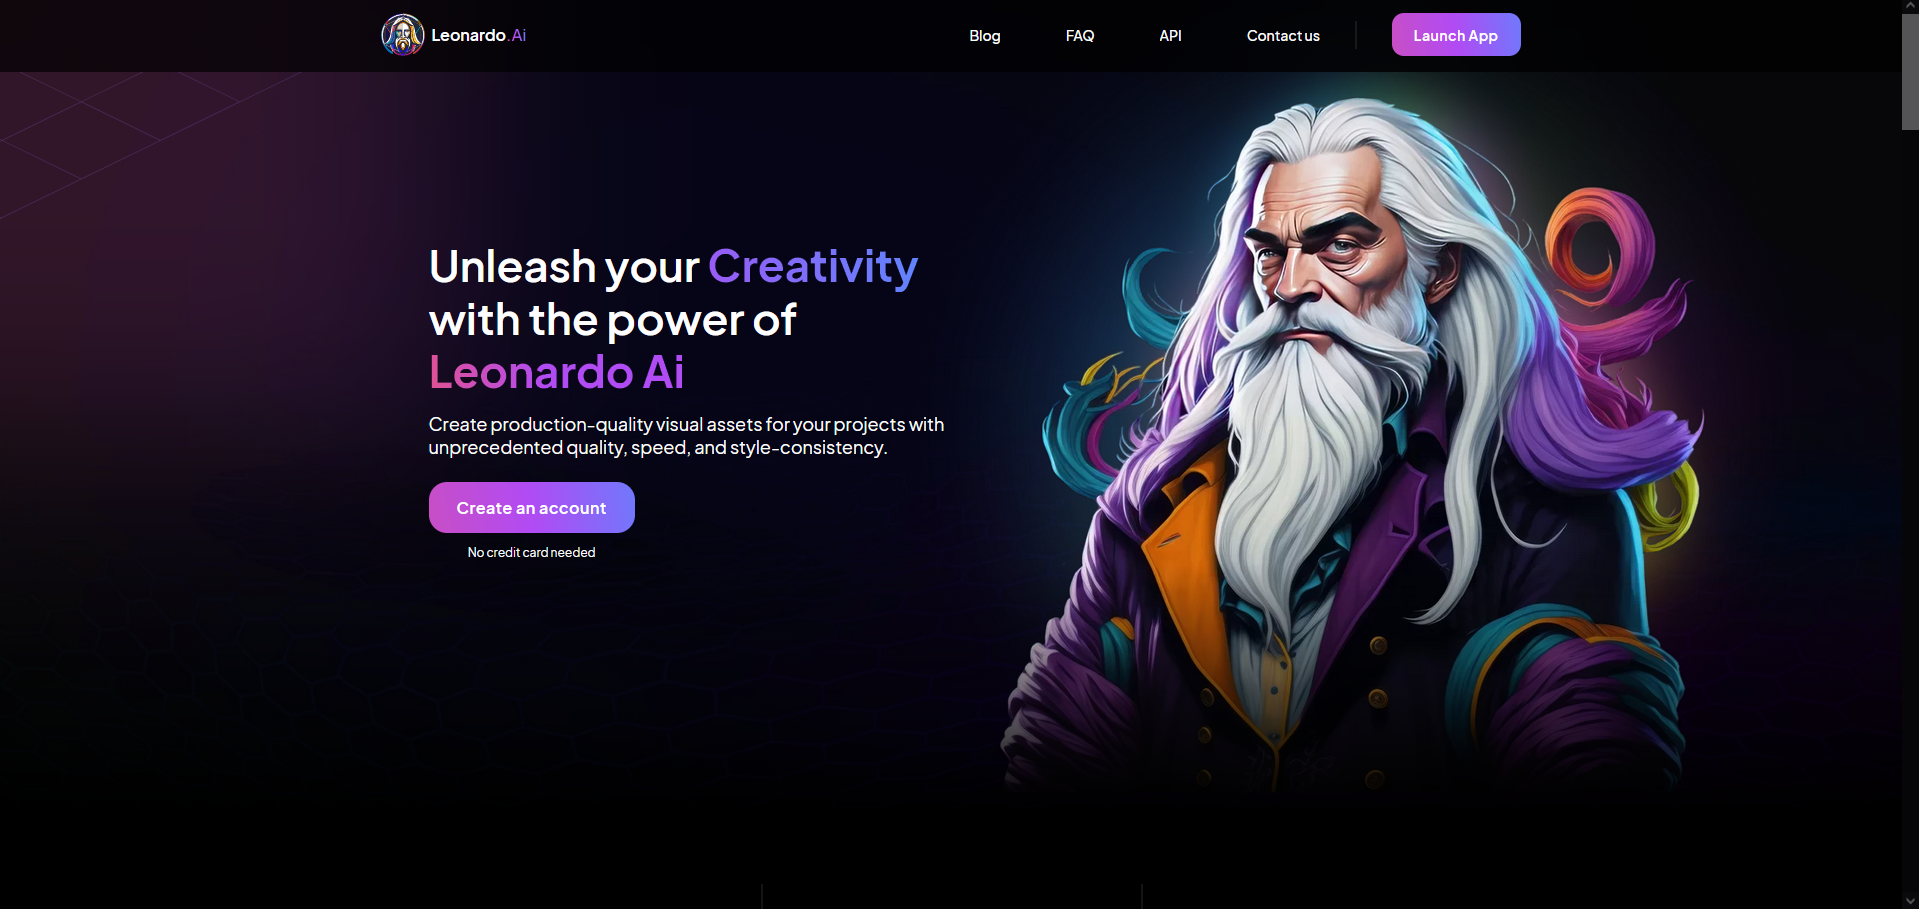 Leonardo.Ai
Blog
FAQ
API
Contact us
Launch App
Unleash your Creativity
with the power of
Leonardo Ai
Create production-quality visual assets for your projects with
unprecedented quality, speed, and style-consistency.
Create an account
No credit card needed